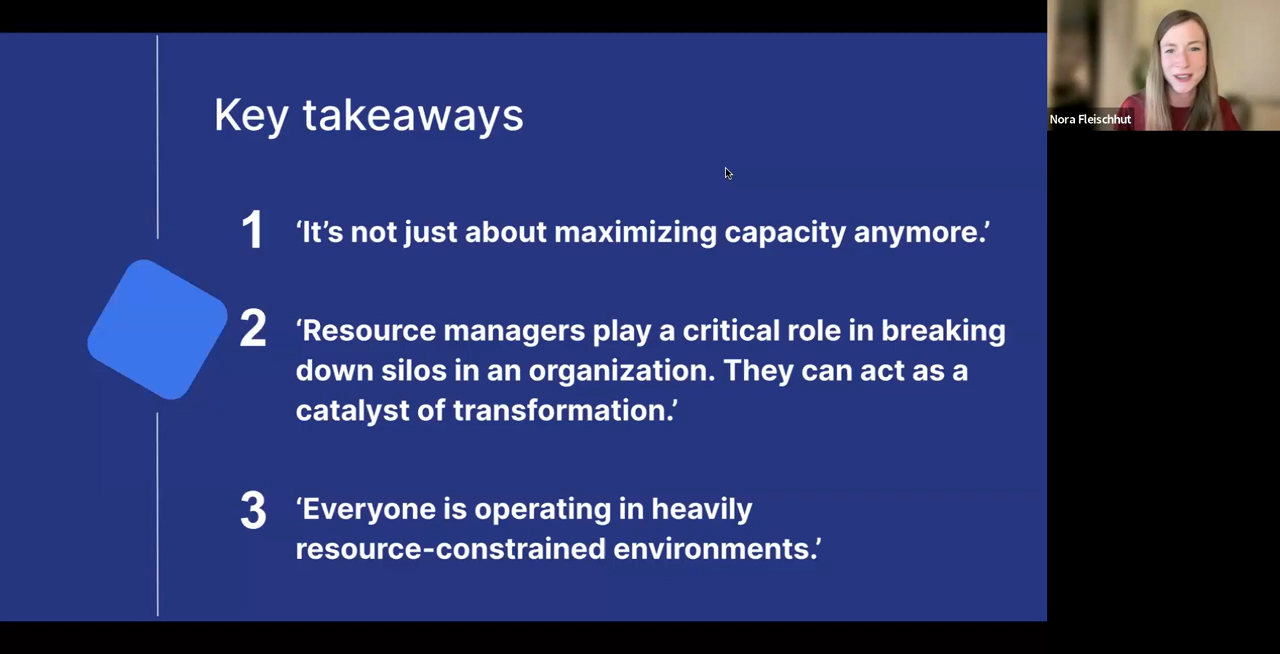 Key takeaways
1 ‘It’s not just about maximizing capacity anymore.’
2 ‘Resource managers play a critical role in breaking
down silos in an organization. They can act as a
catalyst of transformation.’
3 ‘Everyone is operating in heavily
resource-constrained environments.’
Nora Fleischhut